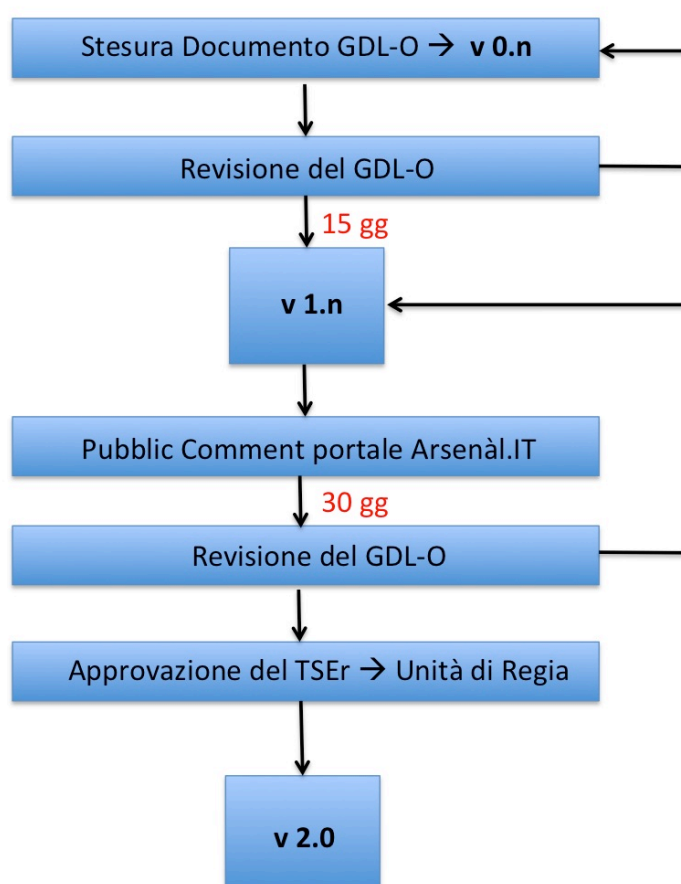 Stesura Documento GDL-O → v 0.n
Revisione del GDL-O
15 gg
v 1.n
Pubblic Comment portale Arsenàl.IT
30 gg
Revisione del GDL-O
Approvazione del TSEr → Unità di Regia
v 2.0